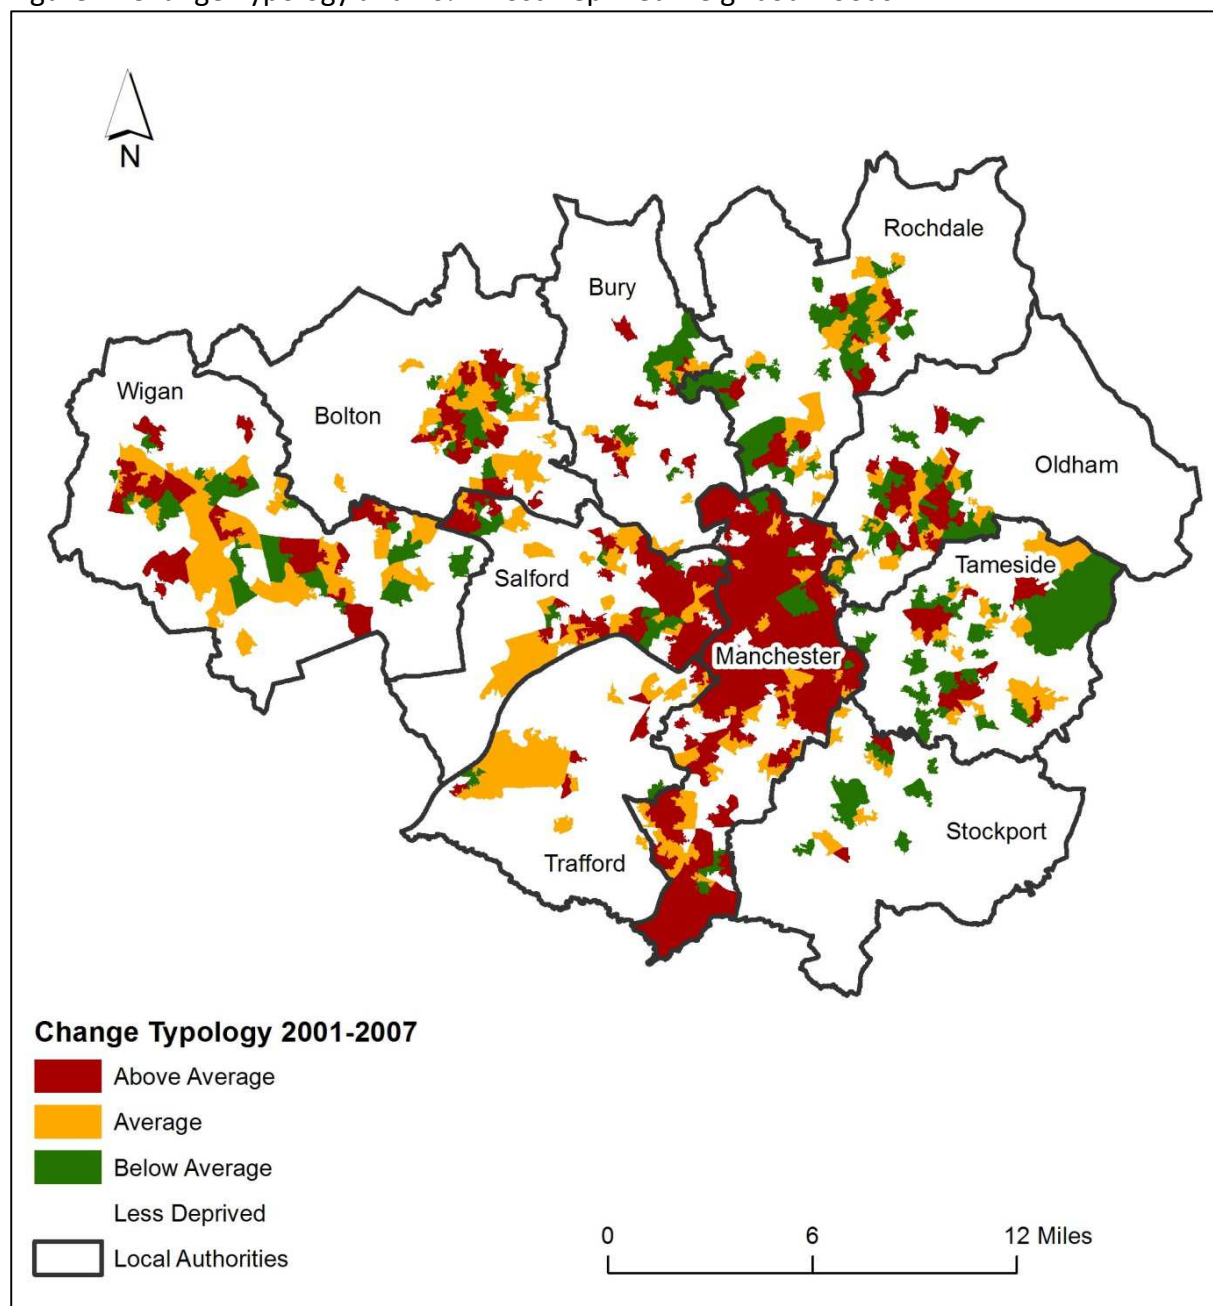 N
Rochdale
Bury
Wigan
Bolton
Oldham
Tameside
Salford
Manchester
Stockport
Trafford
Change Typology 2001-2007
Above Average
Average
Below Average
Less Deprived
Local Authorities
0 6 12 Miles